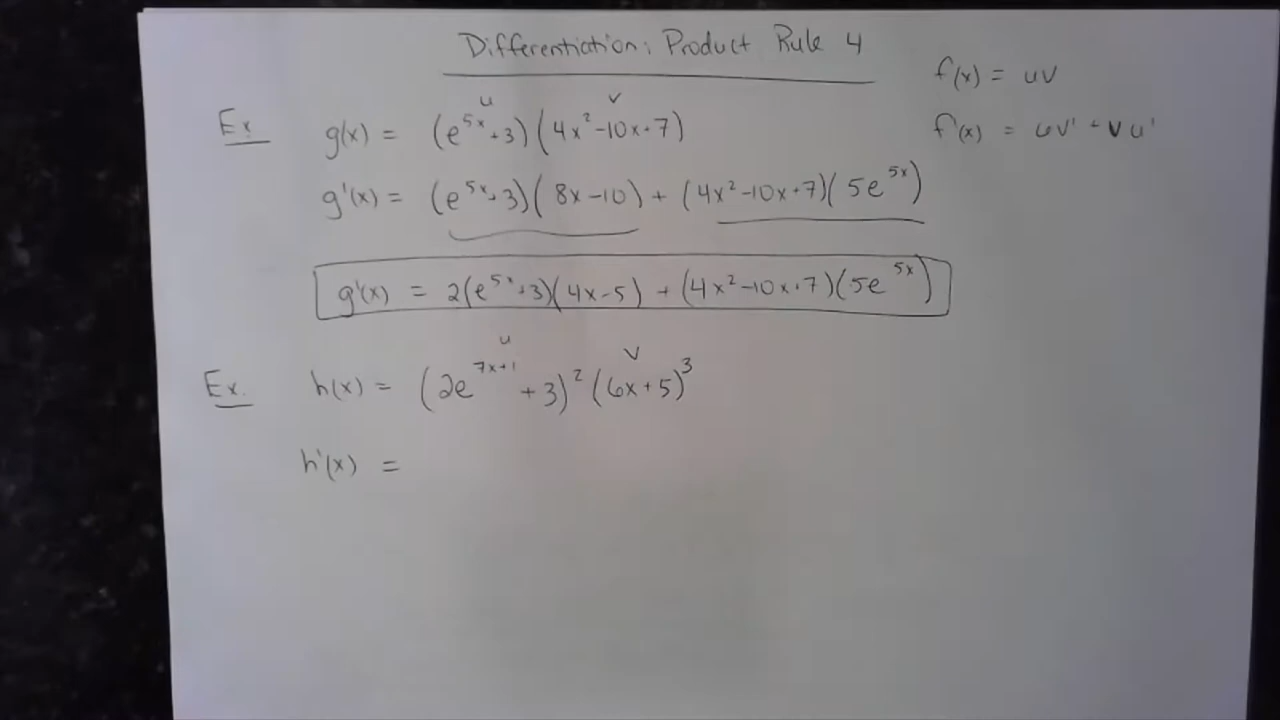 Differentiation: Product Rule 4
f(x) = uv
f'(x) = uv' + vu'
u v
Ex g(x) = (e^5x + 3)(4x² - 10x + 7)
g'(x) = (e^5x + 3)(8x - 10) + (4x² - 10x + 7)(5e^5x)
g'(x) = 2(e^5x + 3)(4x - 5) + (4x² - 10x + 7)(5e^5x)
u v
Ex. h(x) = (2e^7x+1 + 3)² (6x + 5)³
h'(x) =